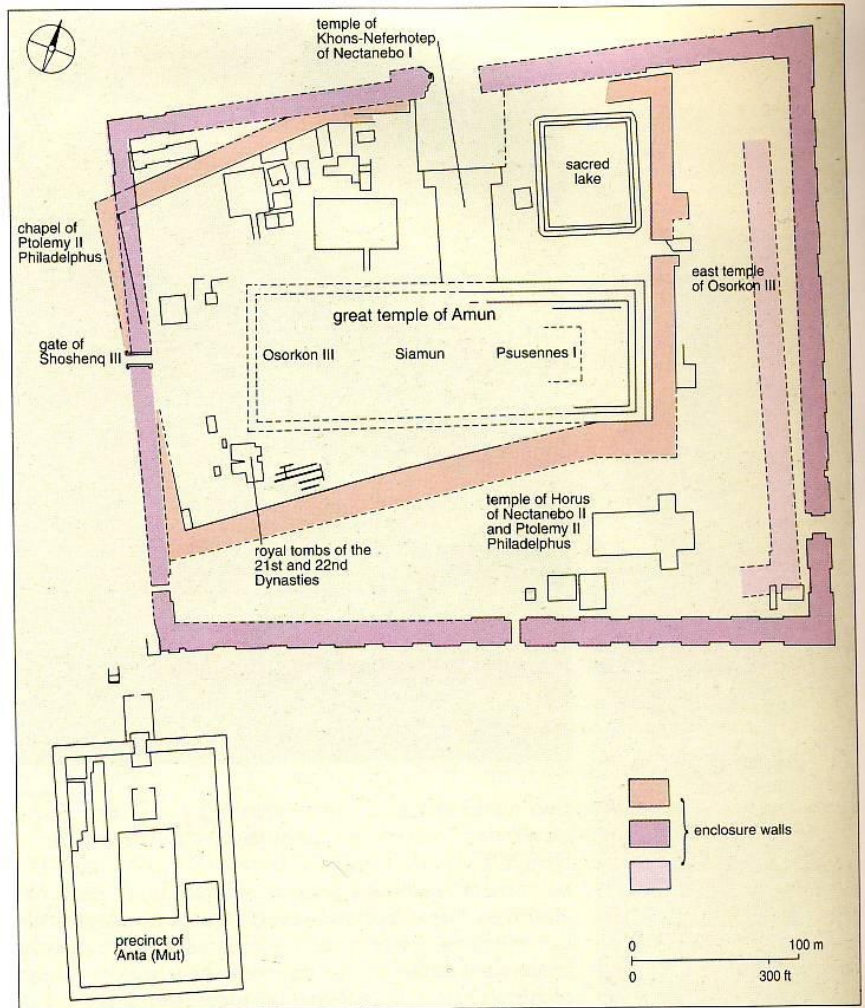 temple of
Khons-Neferhotep
of Nectanebo I
sacred
lake
chapel of
Ptolemy II
Philadelphus
east temple
of Osorkon III
great temple of Amun
gate of
Shoshenq III
Osorkon III
Siamun
Psusennes I
temple of Horus
of Nectanebo II
and Ptolemy II
Philadelphus
royal tombs of the
21st and 22nd
Dynasties
enclosure walls
precinct of
Anta (Mut)
0
100 m
0
300 ft